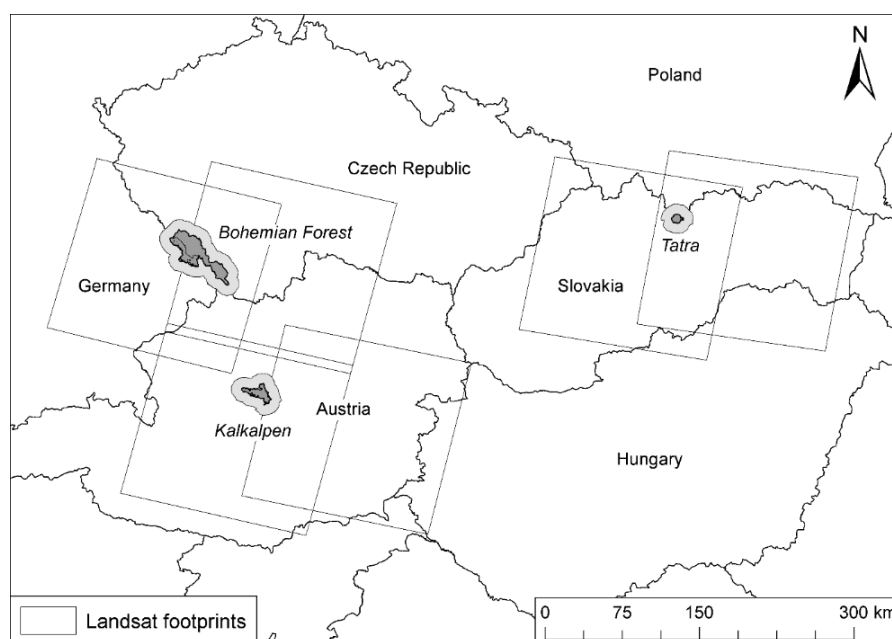 N
Poland
Czech Republic
Bohemian Forest
Tatra
Germany
Slovakia
Austria
Kalkalpen
Hungary
Landsat footprints
0 75 150 300 km